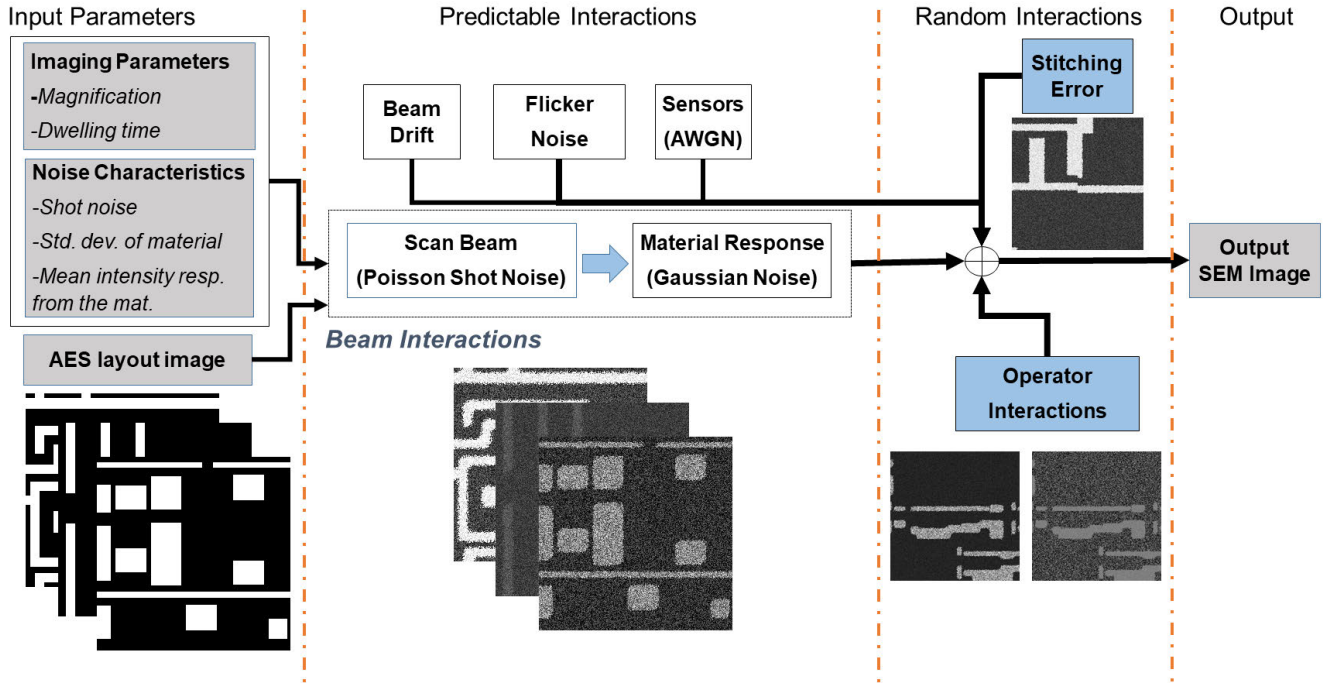 Input Parameters
Predictable Interactions
Random Interactions
Output
Imaging Parameters
-Magnification
-Dwelling time
Noise Characteristics
-Shot noise
-Std. dev. of material
-Mean intensity resp.
from the mat.
AES layout image
Beam
Drift
Flicker
Noise
Sensors
(AWGN)
Scan Beam
(Poisson Shot Noise)
Material Response
(Gaussian Noise)
Beam Interactions
Stitching
Error
Operator
Interactions
Output
SEM Image